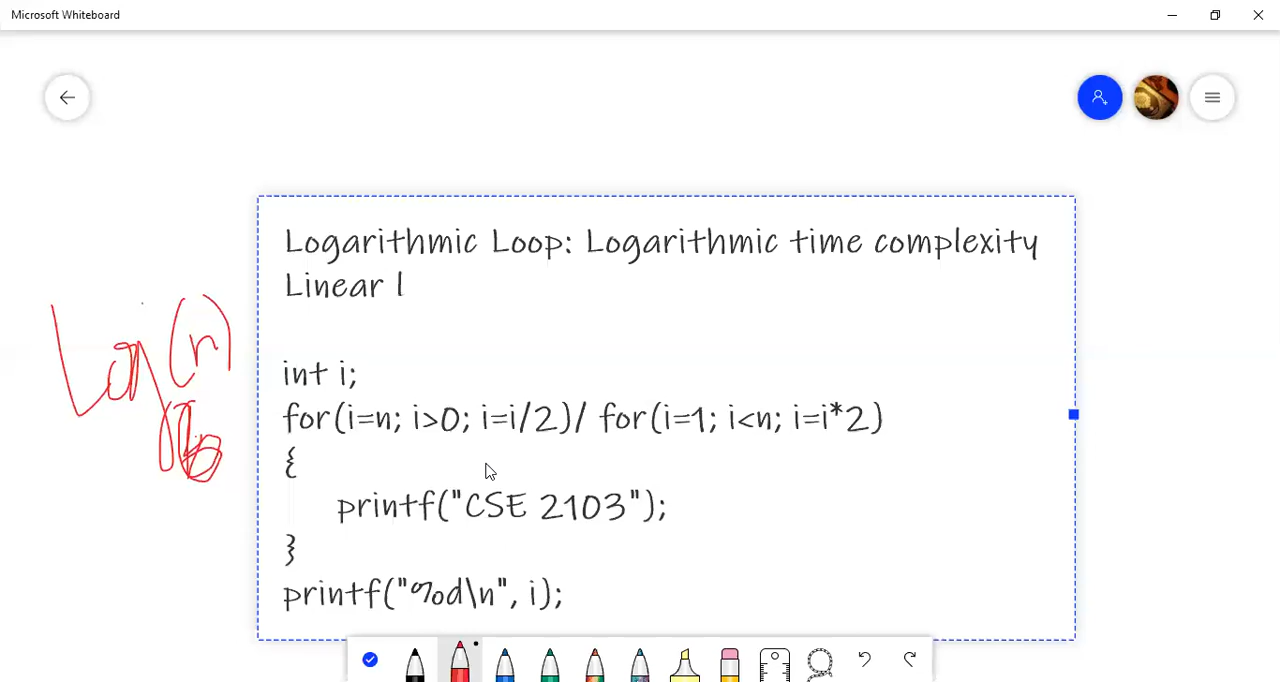 Microsoft Whiteboard
Logarithmic Loop: Logarithmic time complexity
Linear l
Log(n)
int i;
for(i=n; i>0; i=i/2)/ for(i=1; i<n; i=i*2)
{
printf("CSE 2103");
}
printf("%d\n", i);